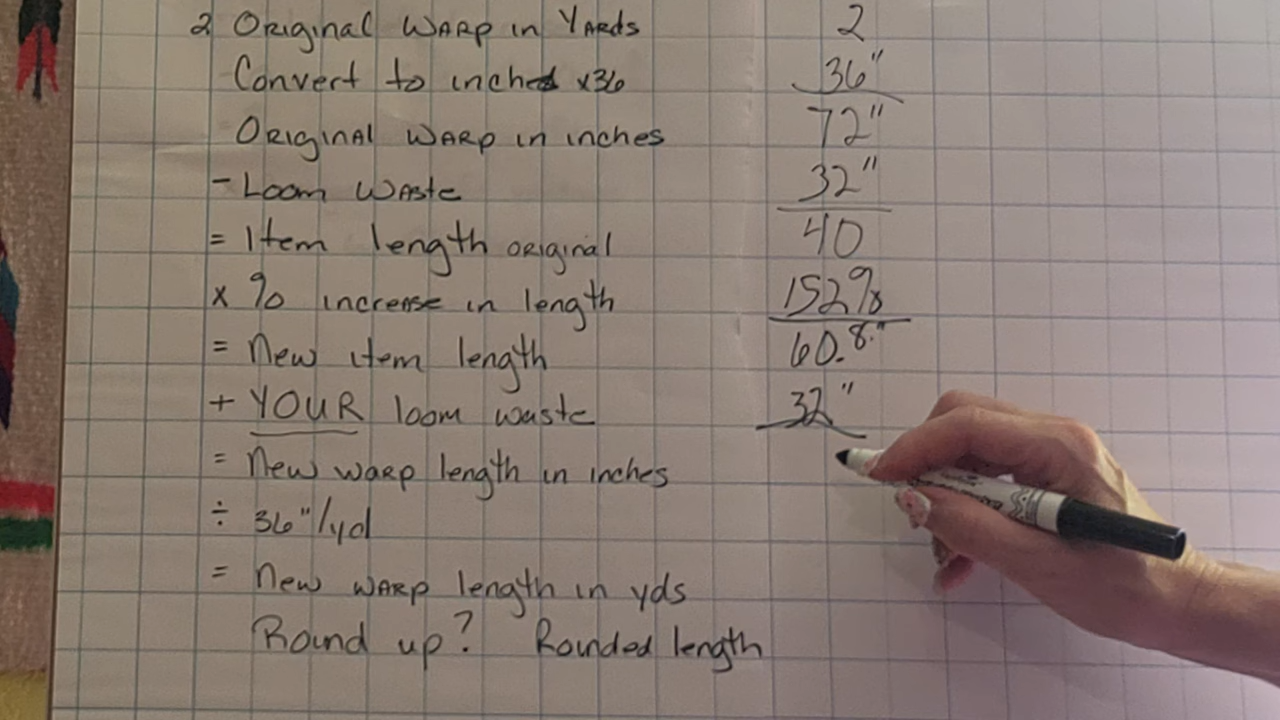 2 Original Warp in Yards 2
Convert to inches x36 36"
Original Warp in inches 72"
- Loom Waste 32"
= Item length original 40
x % increase in length 152%
= New item length 60.8"
+ YOUR loom waste 32"
= New warp length in inches
÷ 36"/yd
= New warp length in yds
Round up? Rounded length